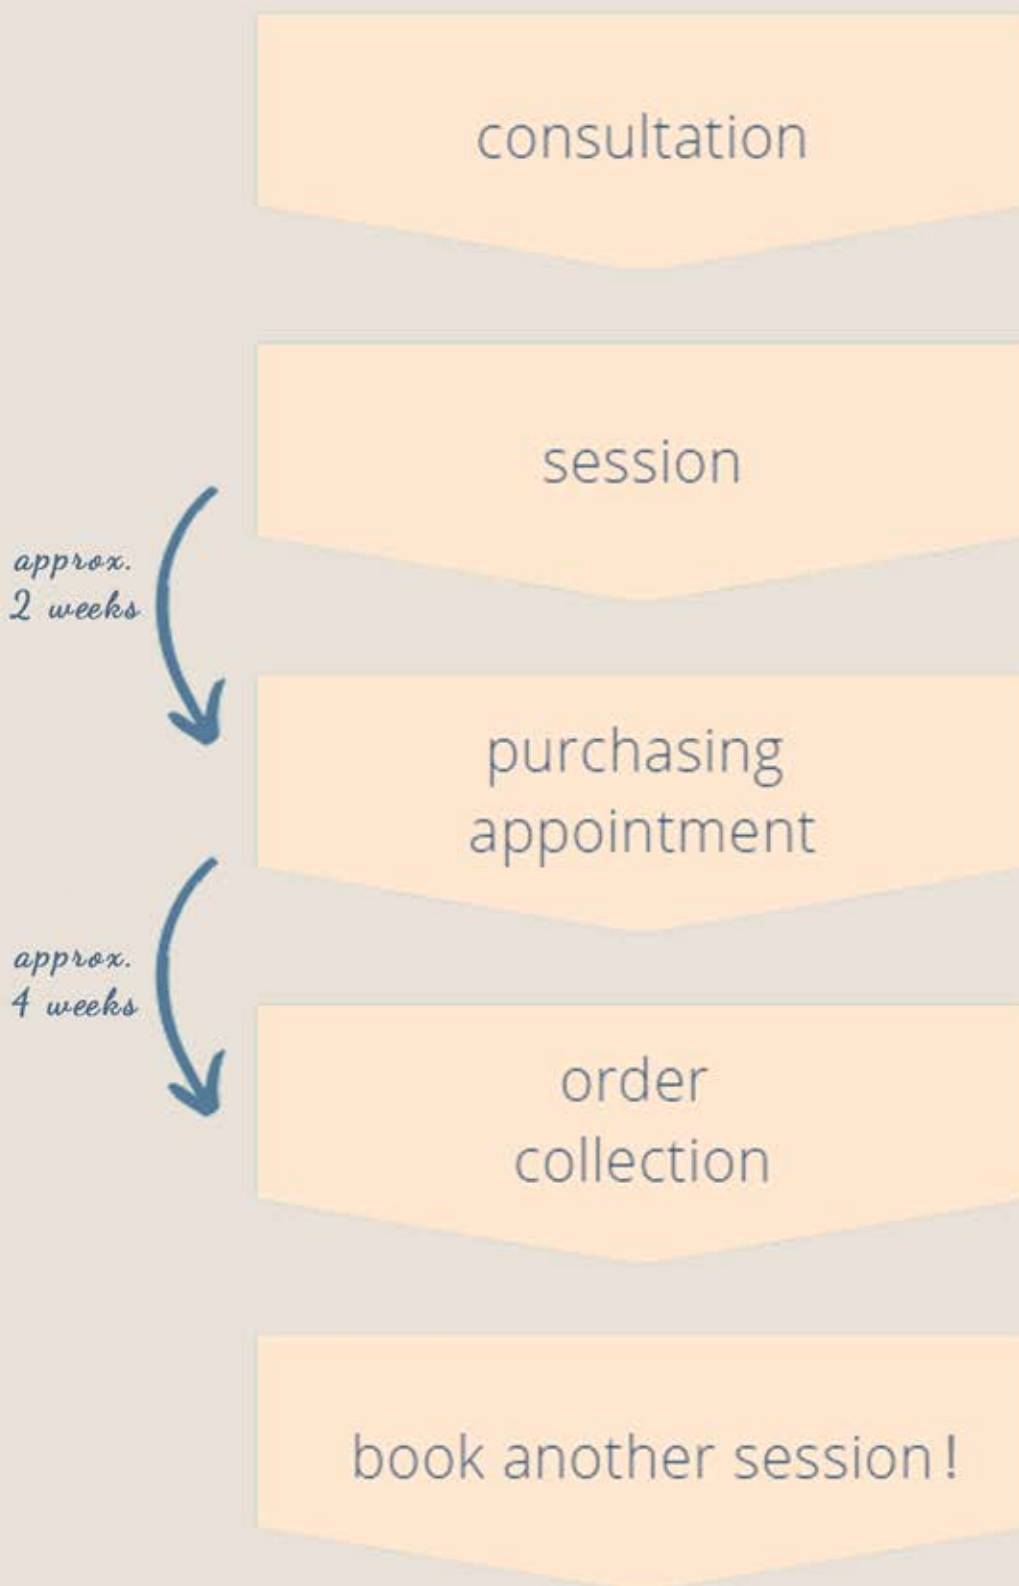 consultation
session
approx.
2 weeks
purchasing
appointment
approx.
4 weeks
order
collection
book another session!